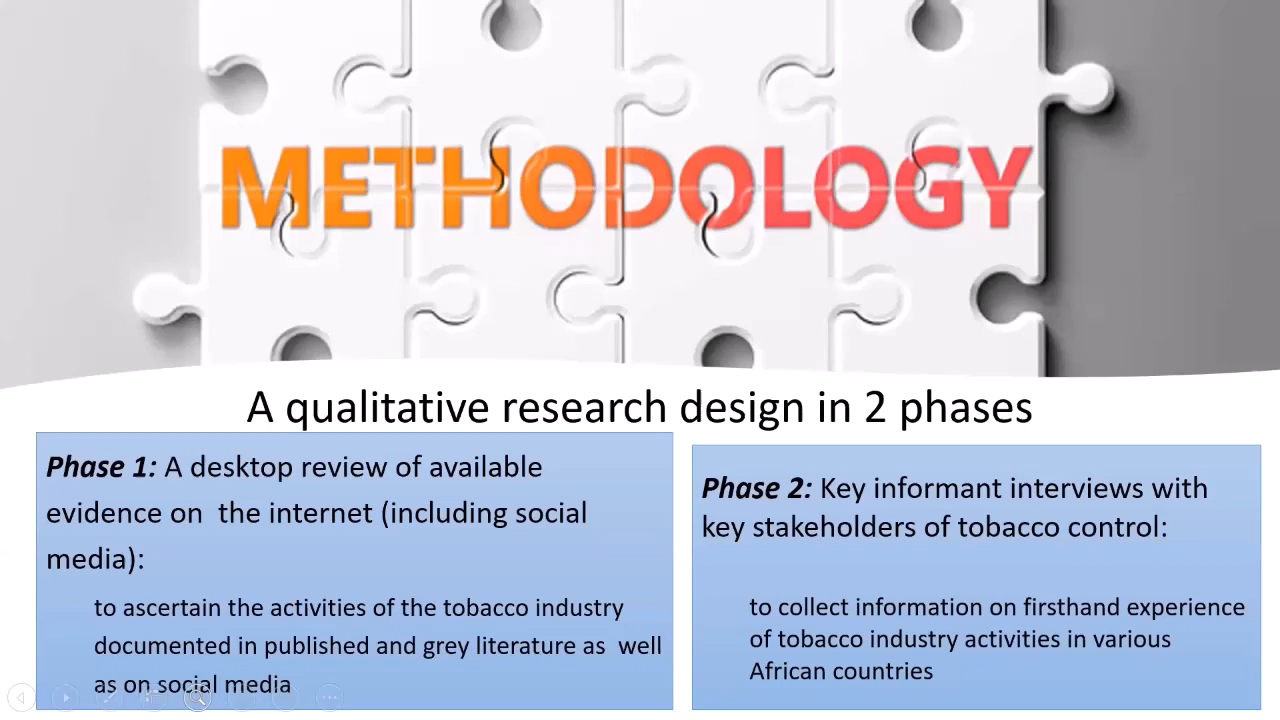 METHODOLOGY
A qualitative research design in 2 phases
Phase 1: A desktop review of available
evidence on  the internet (including social
media):
to ascertain the activities of the tobacco industry
documented in published and grey literature as  well
as on social media
Phase 2: Key informant interviews with
key stakeholders of tobacco control:
to collect information on firsthand experience
of tobacco industry activities in various
African countries